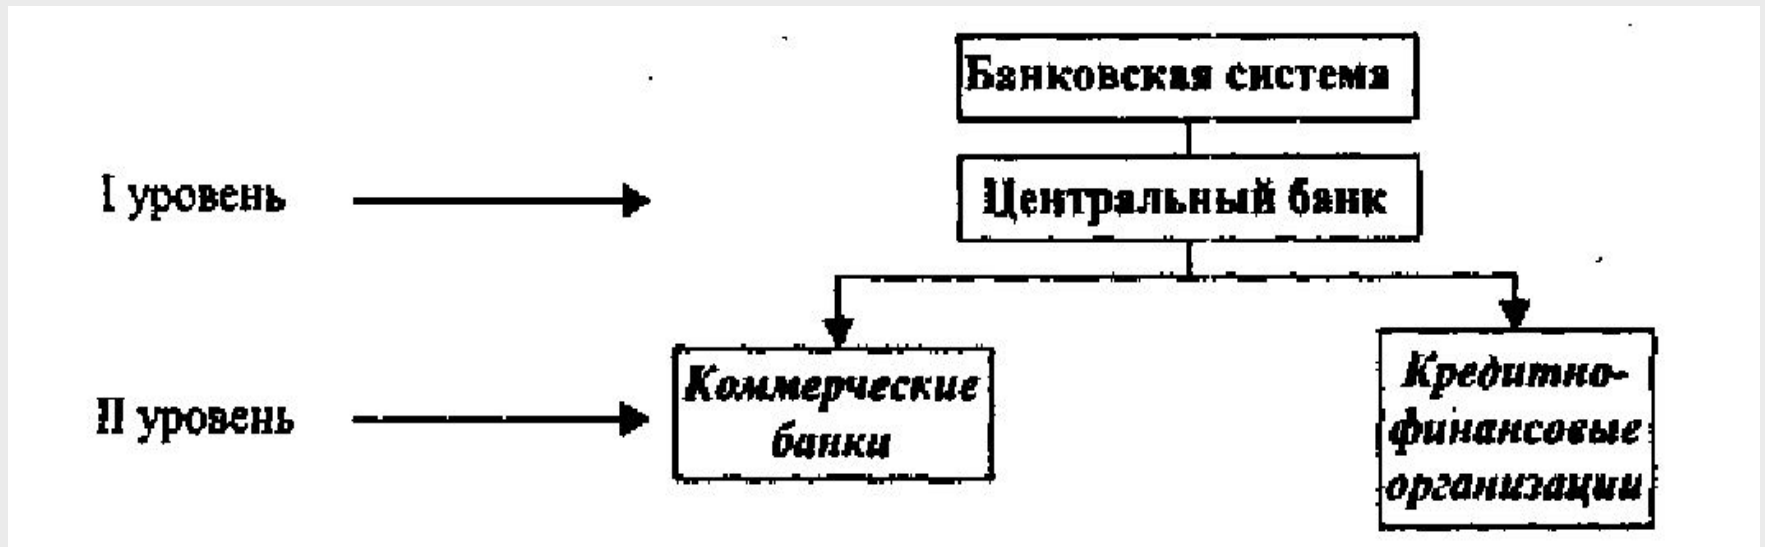 Банковская система
I уровень
Центральный банк
II уровень
Коммерческие
банки
Кредитно-
финансовые
организации